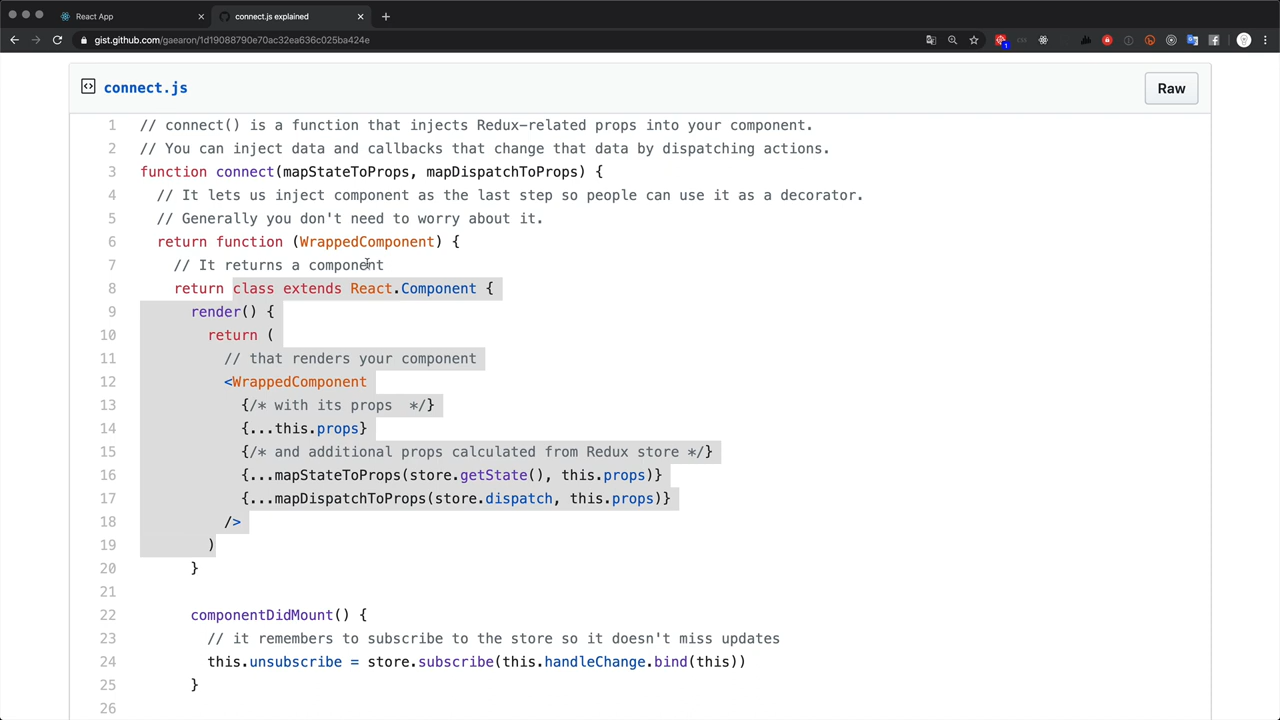 React App
connect.js explained
gist.github.com/gaearon/1d19088790e70ac32ea636c025ba424e
connect.js
Raw
1 // connect() is a function that injects Redux-related props into your component.
2 // You can inject data and callbacks that change that data by dispatching actions.
3 function connect(mapStateToProps, mapDispatchToProps) {
4 // It lets us inject component as the last step so people can use it as a decorator.
5 // Generally you don't need to worry about it.
6 return function (WrappedComponent) {
7 // It returns a component
8 return class extends React.Component {
9 render() {
10 return (
11 // that renders your component
12 <WrappedComponent
13 {/* with its props  */}
14 {...this.props}
15 {/* and additional props calculated from Redux store */}
16 {...mapStateToProps(store.getState(), this.props)}
17 {...mapDispatchToProps(store.dispatch, this.props)}
18 />
19 )
20 }
21
22 componentDidMount() {
23 // it remembers to subscribe to the store so it doesn't miss updates
24 this.unsubscribe = store.subscribe(this.handleChange.bind(this))
25 }
26